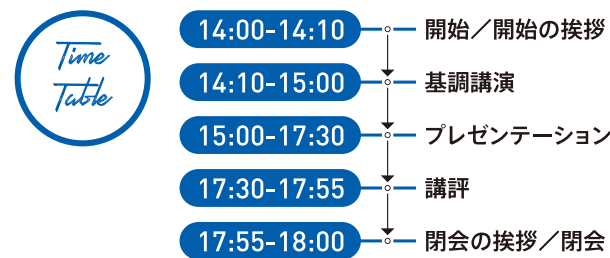 Time
Table
14:00-14:10 開始／開始の挨拶
14:10-15:00 基調講演
15:00-17:30 プレゼンテーション
17:30-17:55 講評
17:55-18:00 閉会の挨拶／閉会